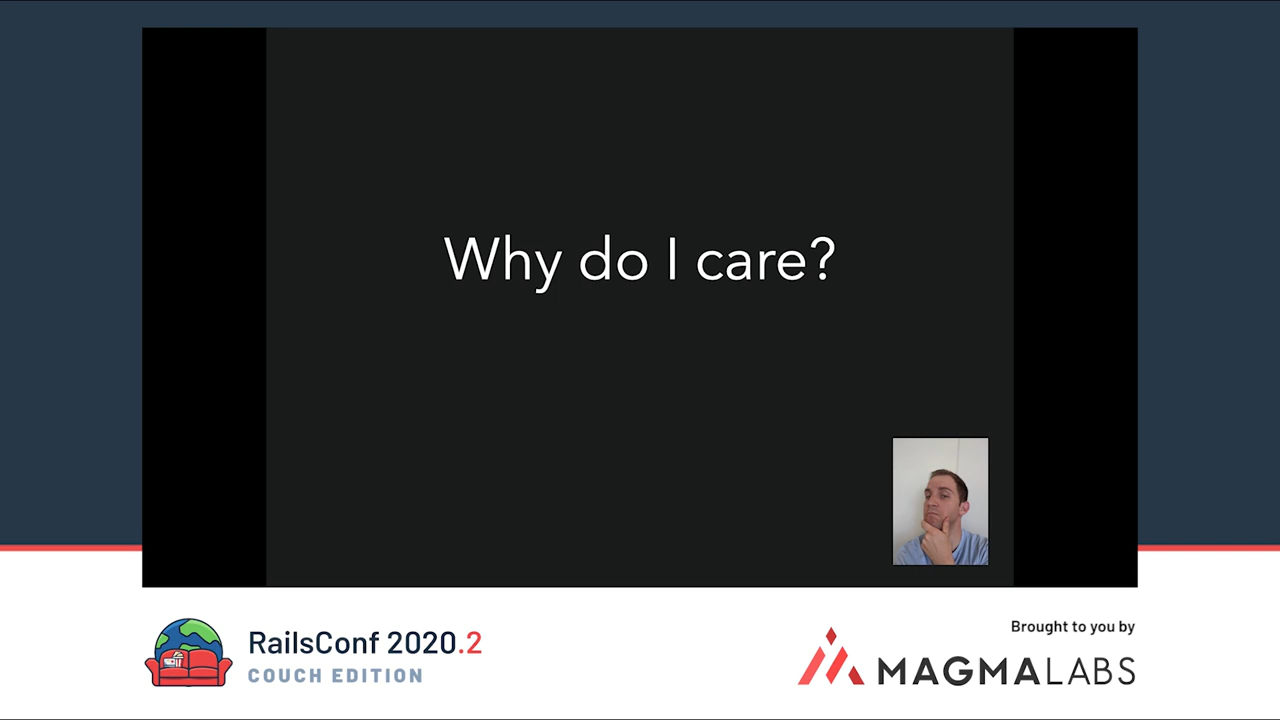 Why do I care?
RailsConf 2020.2
COUCH EDITION
Brought to you by
MAGMALABS